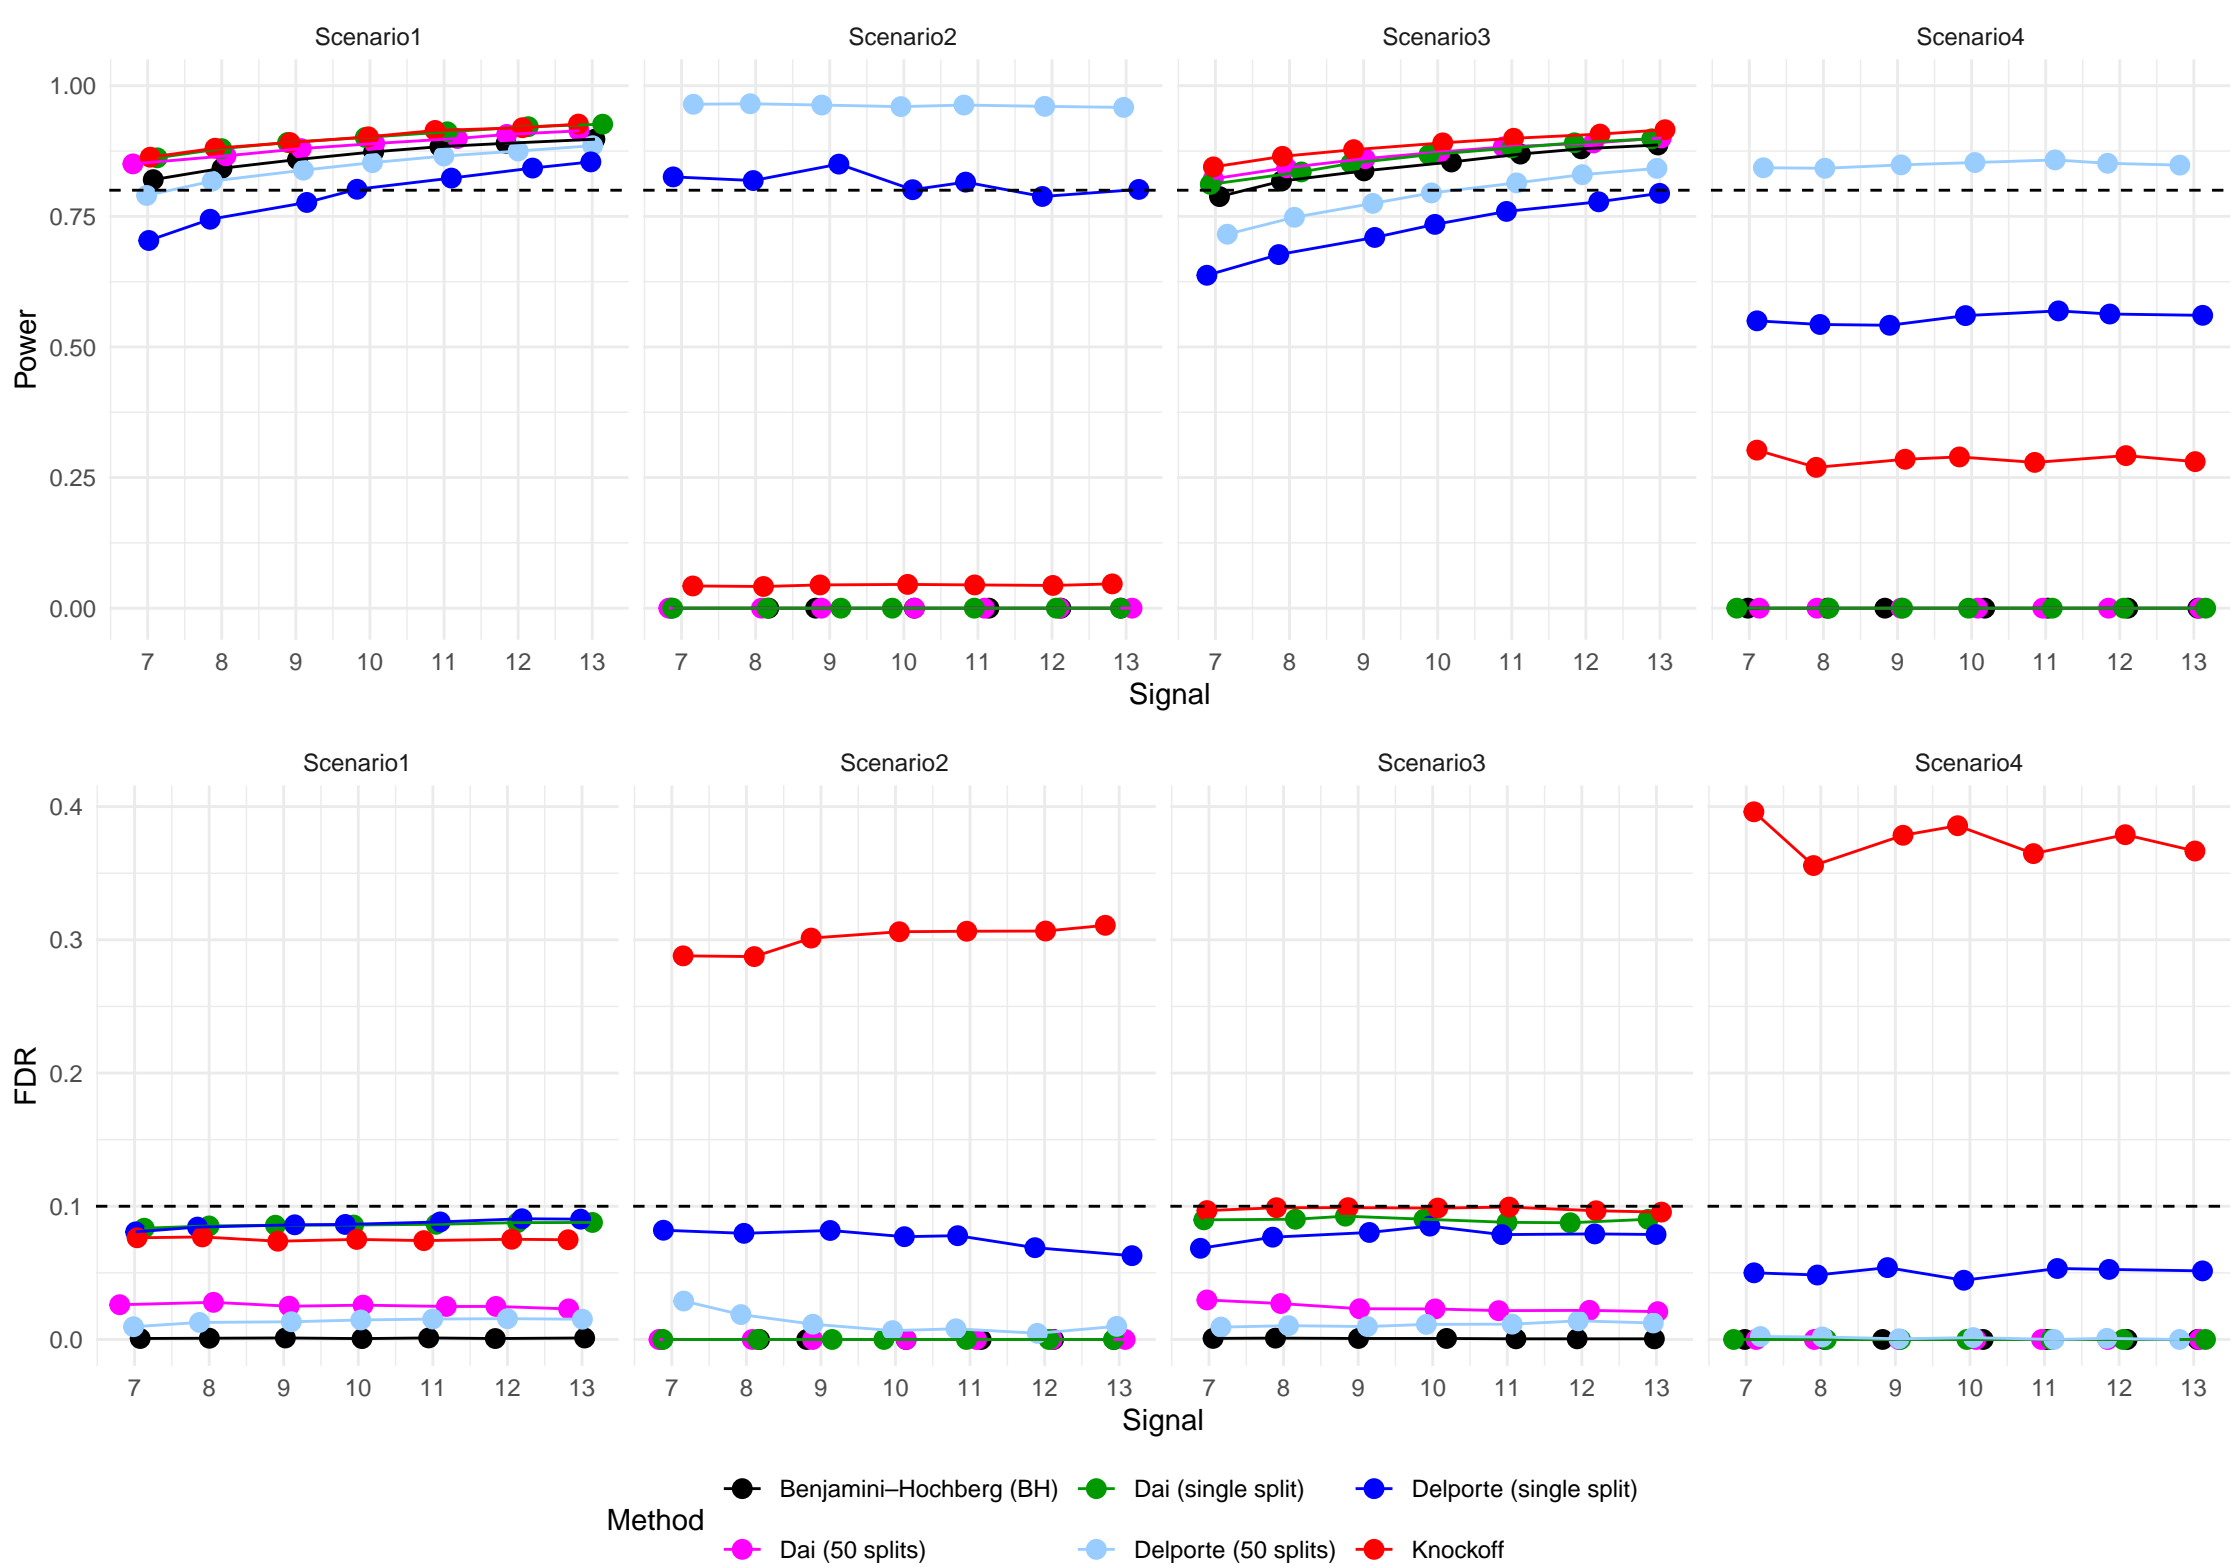 Scenario1 Scenario2 Scenario3 Scenario4
1.00
0.75
0.50
0.25
0.00
Power
7 8 9 10 11 12 13 7 8 9 10 11 12 13 7 8 9 10 11 12 13 7 8 9 10 11 12 13
Signal
Scenario1 Scenario2 Scenario3 Scenario4
0.4
0.3
0.2
0.1
0.0
FDR
7 8 9 10 11 12 13 7 8 9 10 11 12 13 7 8 9 10 11 12 13 7 8 9 10 11 12 13
Signal
Method
Benjamini–Hochberg (BH) Dai (single split) Delporte (single split)
Dai (50 splits) Delporte (50 splits) Knockoff